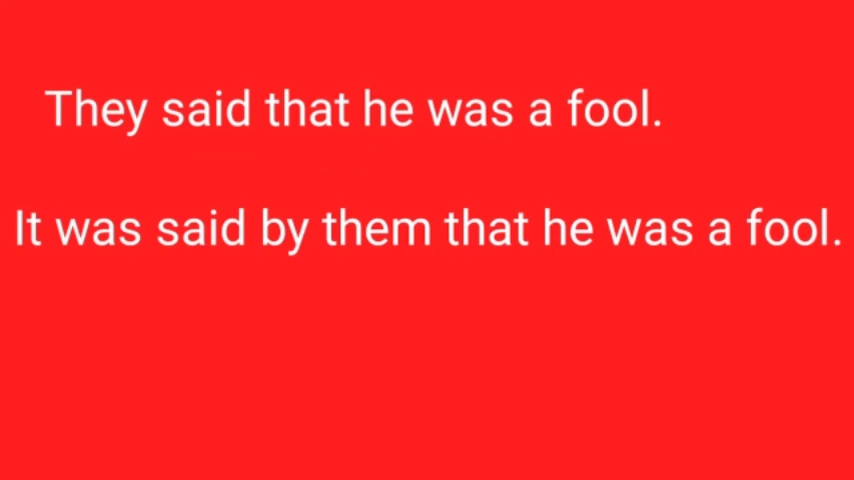 They said that he was a fool.
It was said by them that he was a fool.